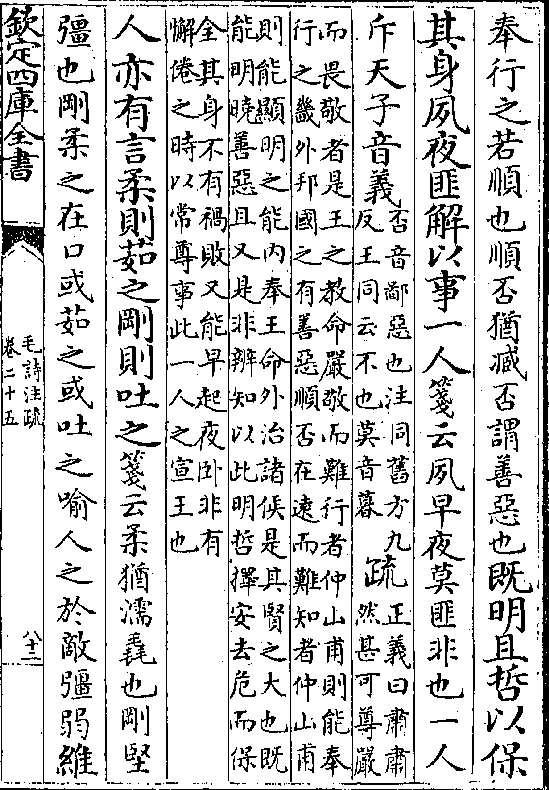 奉行之若順也順否猶臧否謂善惡也既明且哲以保
其身夙夜匪解以事一人箋云夙早夜莫匪非也一人
斥天子音義
否音鄙惡也注同舊方九
反王同云不也莫音暮
疏
正義曰肅肅
然甚可尊嚴
而畏敬者是王之教命嚴敬而難行者仲山甫則能奉
行之畿外邦國之有善惡順否在遠而難知者仲山甫
則能顯明之能内奉王命外治諸侯是其賢之大也既
能明曉善惡且又是非辨知以此明哲擇安去危而保
全其身不有禍敗又能早起夜卧非有
懈倦之時以常尊事此一人之宣王也
人亦有言柔則茹之剛則吐之箋云柔猶濡毳也剛堅
彊也剛柔之在口或茹之或吐之喻人之於敵彊弱維
欽定四庫全書
毛詩注疏
卷二十五
八十三